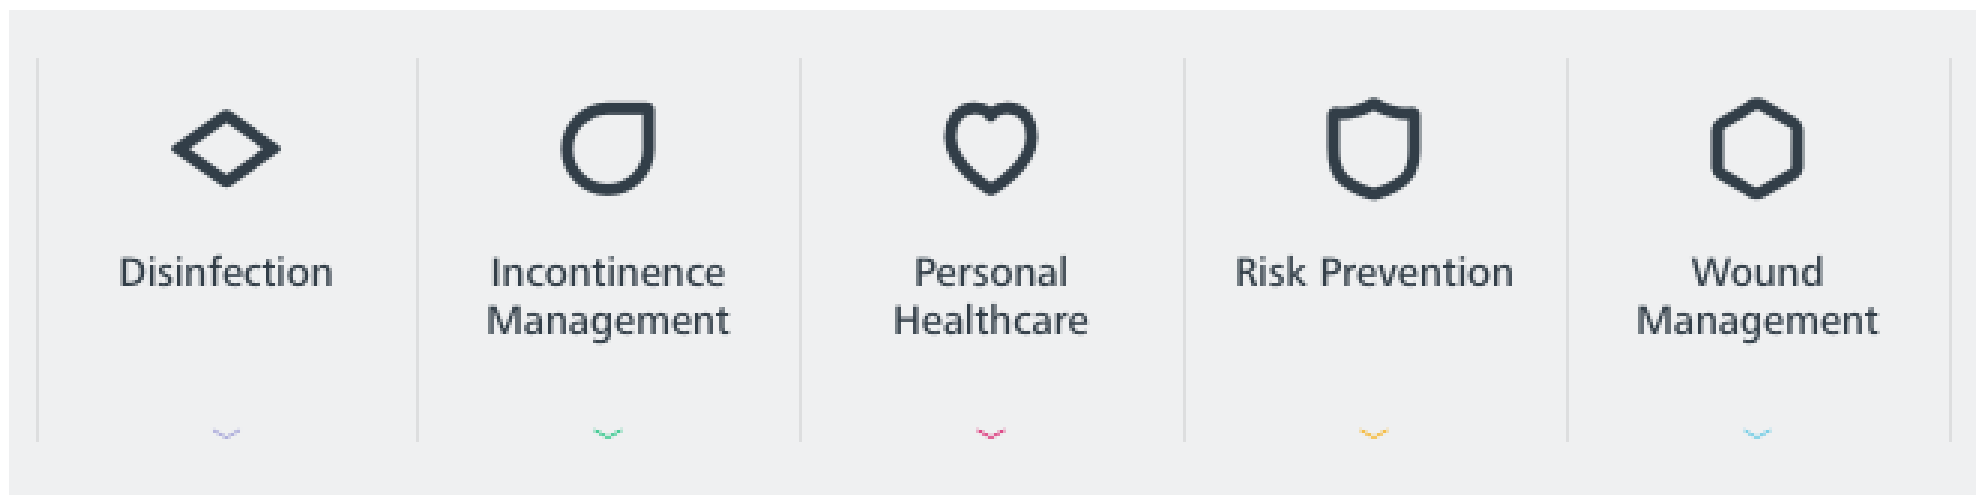 Disinfection
Incontinence
Management
Personal
Healthcare
Risk Prevention
Wound
Management